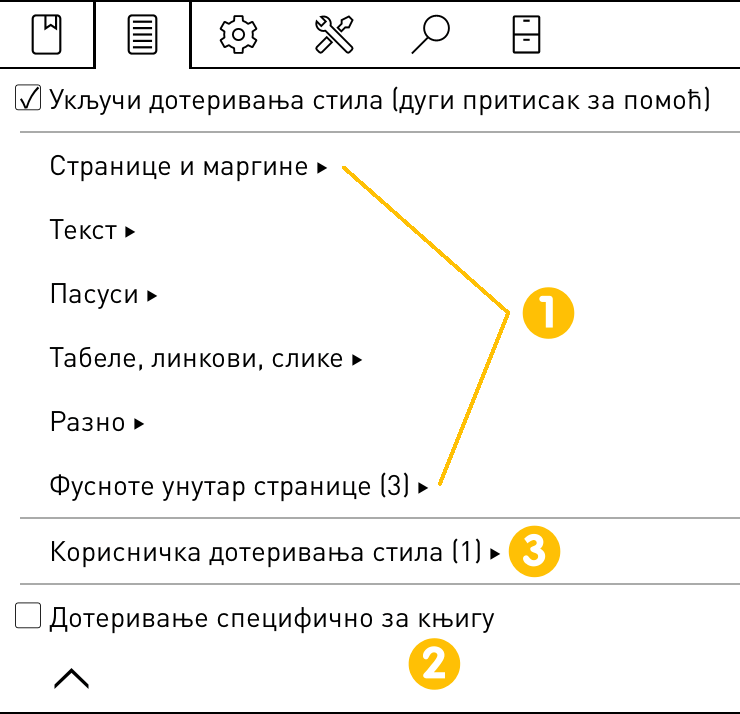 Укључи дотеривања стила (дуги притисак за помоћ)
Странице и маргине ▸
Текст ▸
1
Пасуси ▸
Табеле, линкови, слике ▸
Разно ▸
Фусноте унутар странице (3) ▸
Корисничка дотеривања стила (1) ▸ 3
Дотеривање специфично за књигу
2